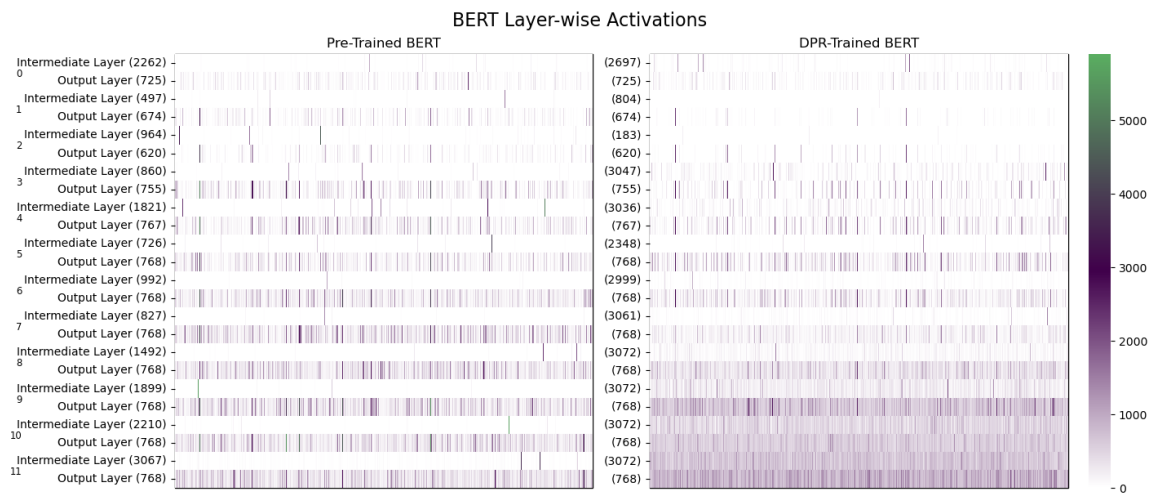 BERT Layer-wise Activations
Pre-Trained BERT
DPR-Trained BERT
Intermediate Layer (2262)
(2697)
0
Output Layer (725)
(725)
Intermediate Layer (497)
(804)
1
Output Layer (674)
(674)
Intermediate Layer (964)
(183)
2
Output Layer (620)
(620)
Intermediate Layer (860)
(3047)
3
Output Layer (755)
(755)
Intermediate Layer (1821)
(3036)
4
Output Layer (767)
(767)
Intermediate Layer (726)
(2348)
5
Output Layer (768)
(768)
Intermediate Layer (992)
(2999)
6
Output Layer (768)
(768)
Intermediate Layer (827)
(3061)
7
Output Layer (768)
(768)
Intermediate Layer (1492)
(3072)
8
Output Layer (768)
(768)
Intermediate Layer (1899)
(3072)
9
Output Layer (768)
(768)
Intermediate Layer (2210)
(3072)
10
Output Layer (768)
(768)
Intermediate Layer (3067)
(3072)
11
Output Layer (768)
(768)
5000
4000
3000
2000
1000
0